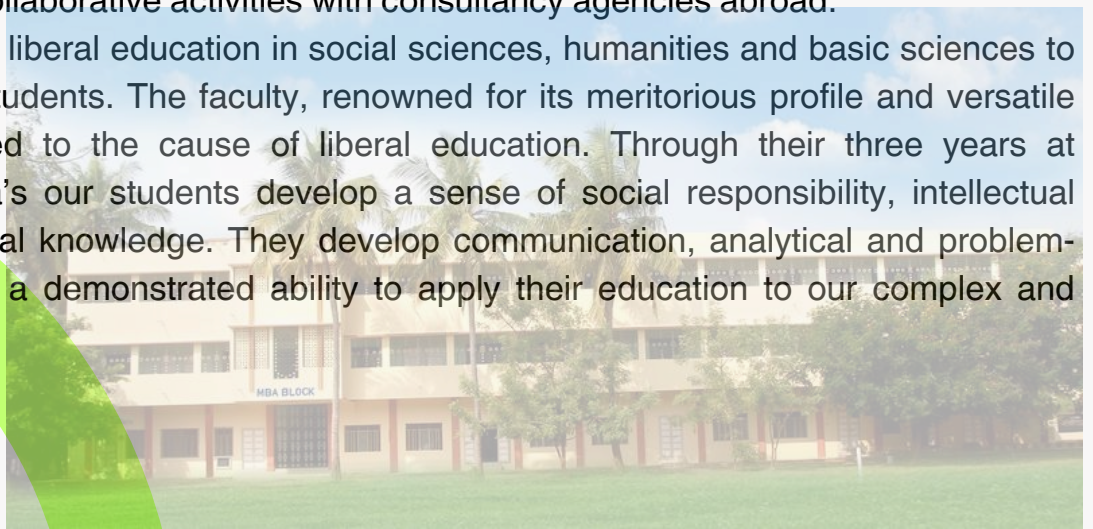 collaborative activities with consultancy agencies abroad.
liberal education in social sciences, humanities and basic sciences to
students. The faculty, renowned for its meritorious profile and versatile
ed to the cause of liberal education. Through their three years at
's our students develop a sense of social responsibility, intellectual
al knowledge. They develop communication, analytical and problem-
a demonstrated ability to apply their education to our complex and
MBA BLOCK